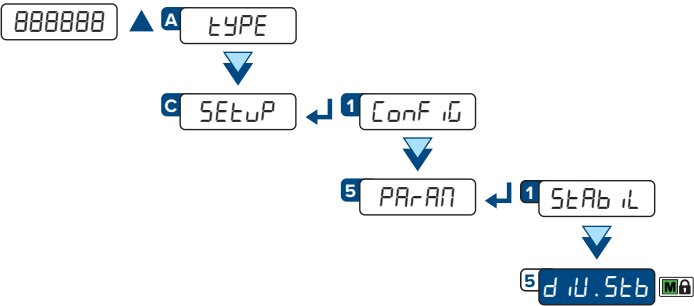 888888 A tYPE
C SEtuP 1 ConFiG
5 PArAM 1 StAbiL
5 diV.Stb M